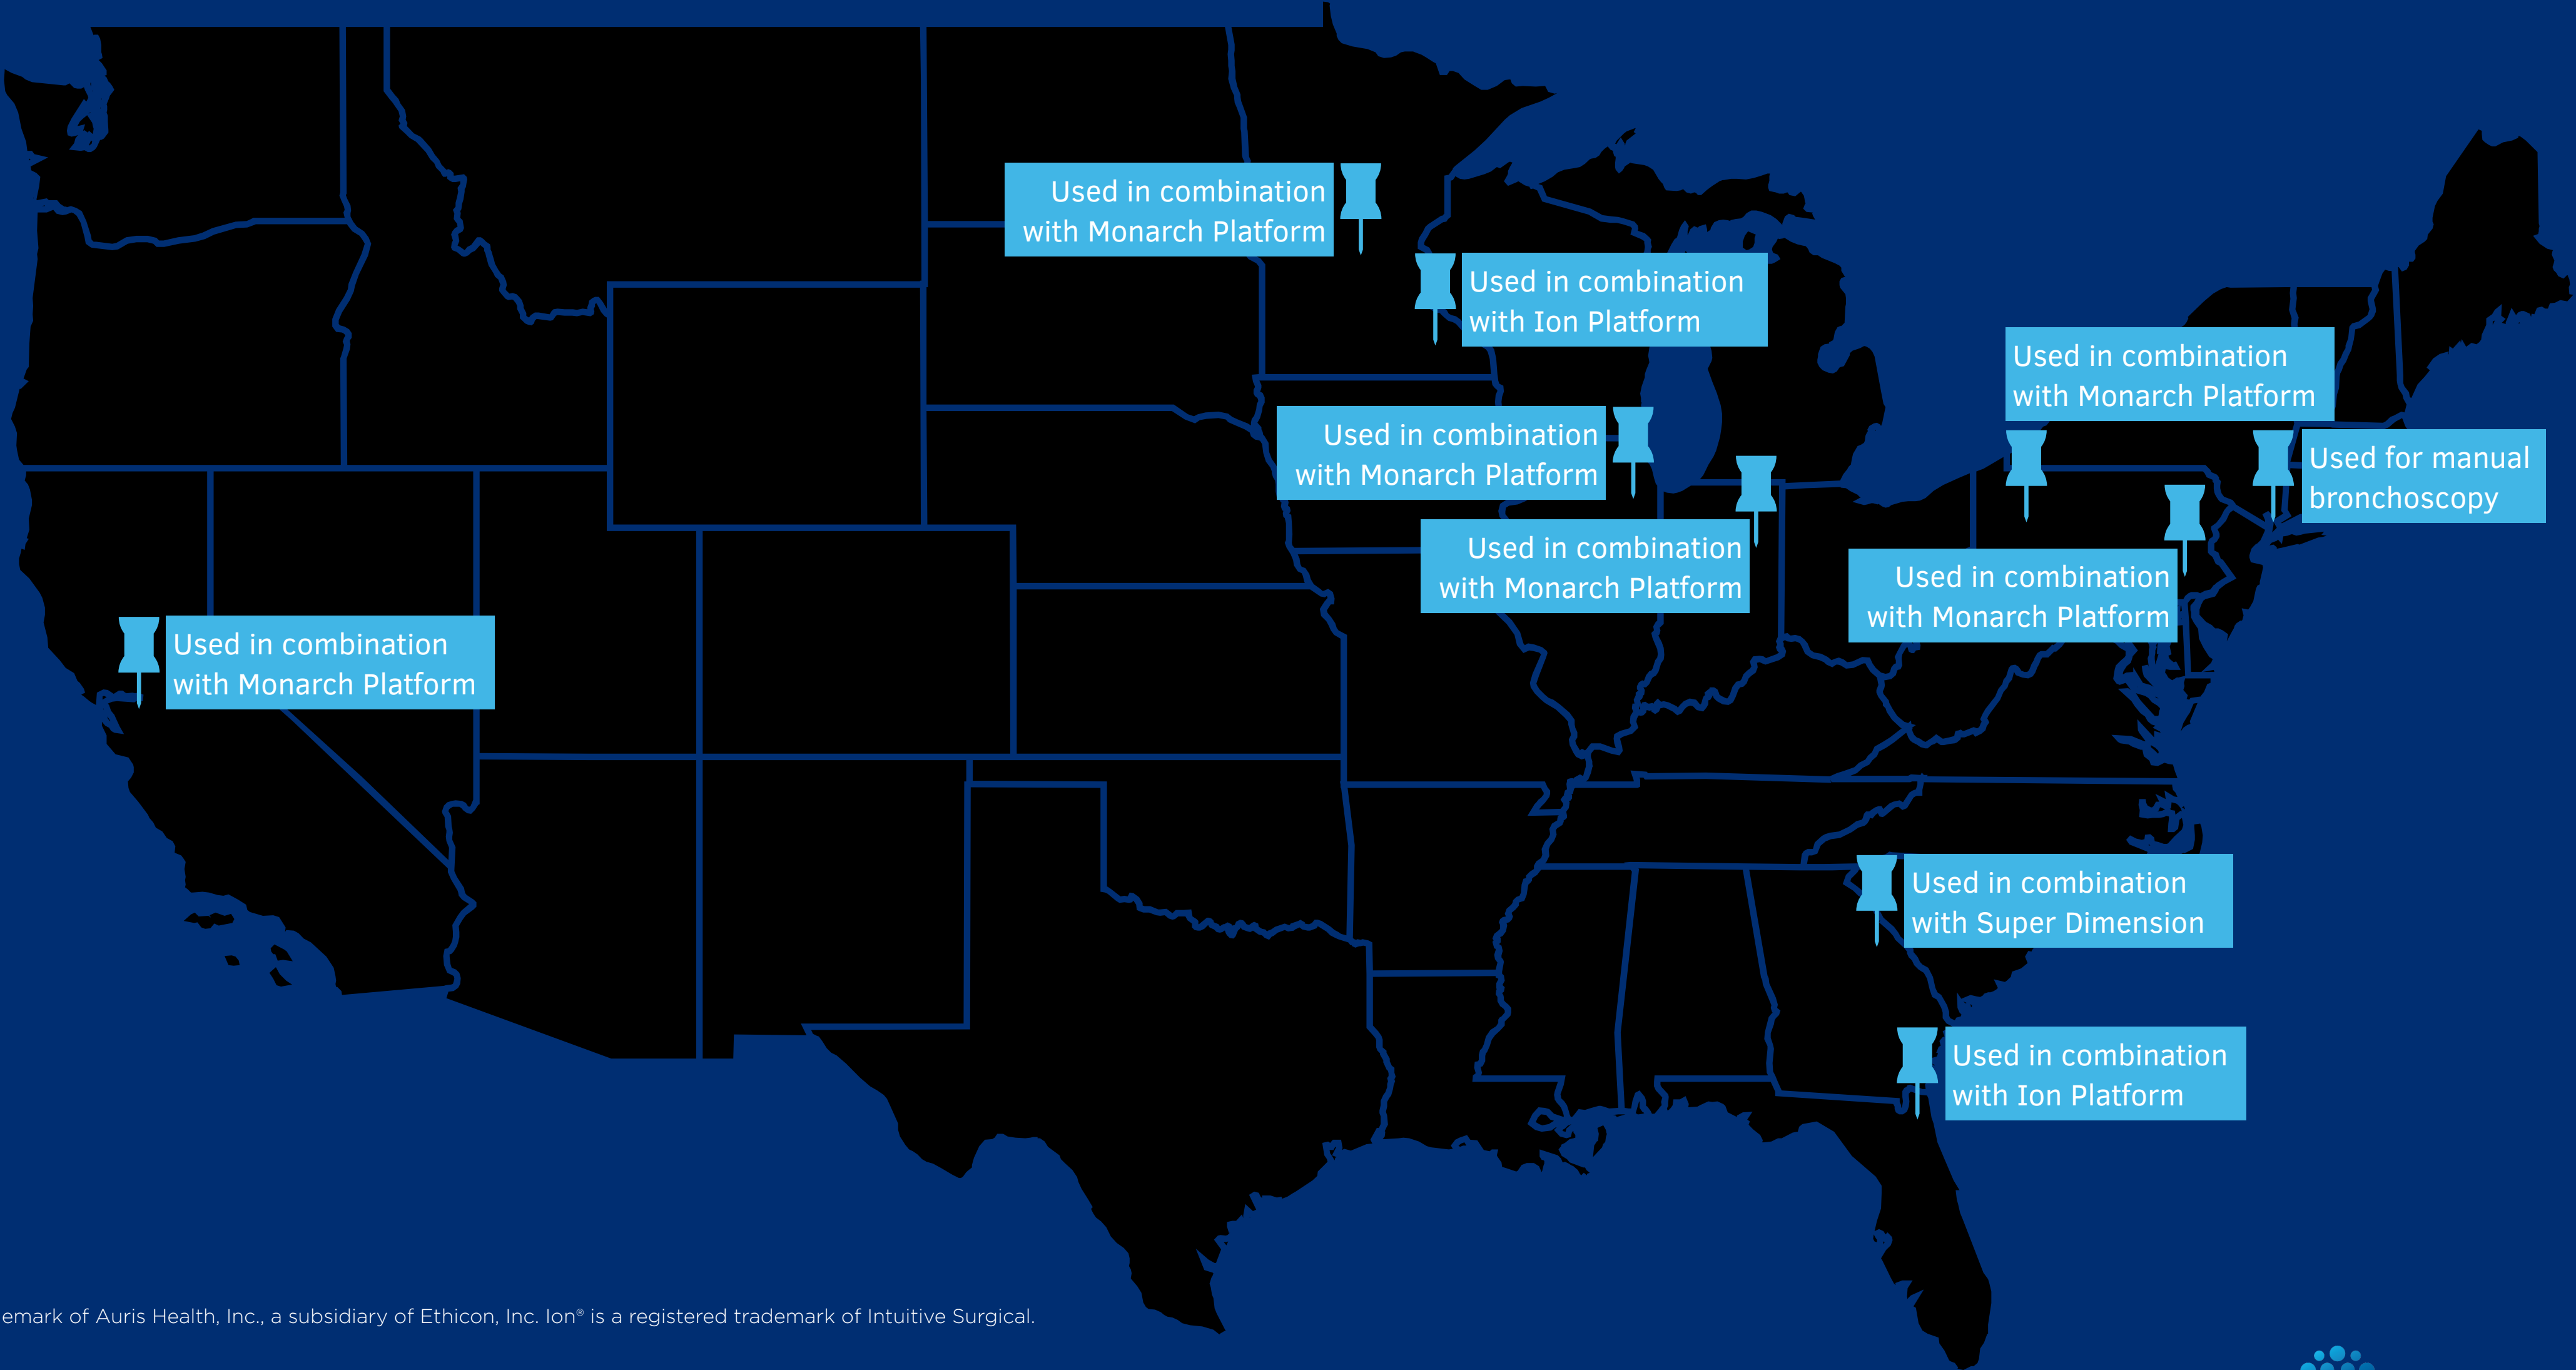 Used in combination
with Monarch Platform
Used in combination
with Ion Platform
Used in combination
with Monarch Platform
Used in combination
with Monarch Platform
Used for manual
bronchoscopy
Used in combination
with Monarch Platform
Used in combination
with Monarch Platform
Used in combination
with Monarch Platform
Used in combination
with Super Dimension
Used in combination
with Ion Platform
emark of Auris Health, Inc., a subsidiary of Ethicon, Inc. Ion® is a registered trademark of Intuitive Surgical.